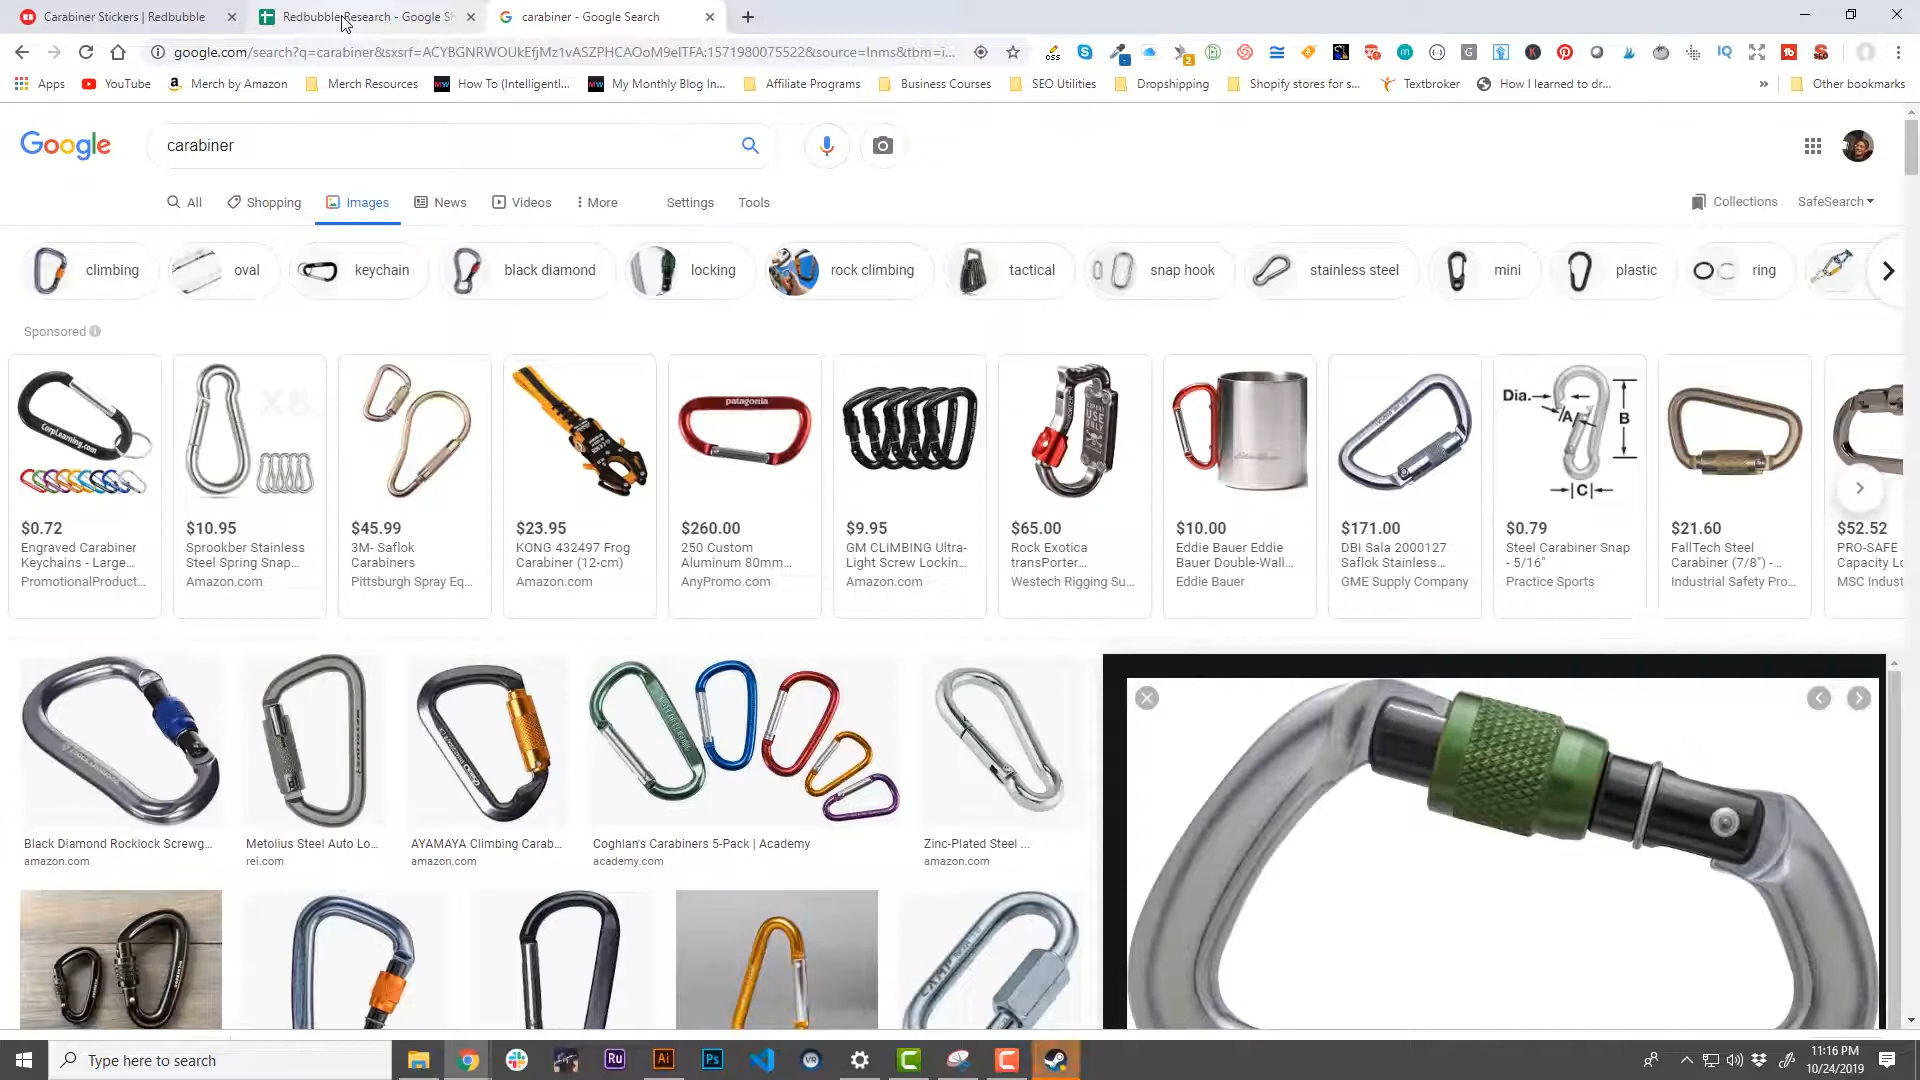 Carabiner Stickers | Redbubble
Redbubble Research - Google Sh
carabiner - Google Search
google.com/search?q=carabiner&sxsrf=ACYBGNRWOUkEfjMz1vASZPHCAOoM9eITFA:1571980075522&source=lnms&tbm=i...
Apps
YouTube
Merch by Amazon
Merch Resources
How To (Intelligentl...
My Monthly Blog In...
Affiliate Programs
Business Courses
SEO Utilities
Dropshipping
Shopify stores for s...
Textbroker
How I learned to dr...
Other bookmarks
Google
carabiner
All
Shopping
Images
News
Videos
More
Settings
Tools
Collections
SafeSearch
climbing
oval
keychain
black diamond
locking
rock climbing
tactical
snap hook
stainless steel
mini
plastic
ring
Sponsored
CorpLearning.com
X5
patagonia
Dia.
A
B
C
$0.72
Engraved Carabiner
Keychains - Large...
PromotionalProduct...
$10.95
Sprookber Stainless
Steel Spring Snap...
Amazon.com
$45.99
3M- Saflok
Carabiners
Pittsburgh Spray Eq...
$23.95
KONG 432497 Frog
Carabiner (12-cm)
Amazon.com
$260.00
250 Custom
Aluminum 80mm...
AnyPromo.com
$9.95
GM CLIMBING Ultra-
Light Screw Lockin...
Amazon.com
$65.00
Rock Exotica
transPorter...
Westech Rigging Su...
$10.00
Eddie Bauer Eddie
Bauer Double-Wall...
Eddie Bauer
$171.00
DBI Sala 2000127
Saflok Stainless...
GME Supply Company
$0.79
Steel Carabiner Snap
- 5/16"
Practice Sports
$21.60
FallTech Steel
Carabiner (7/8") -...
Industrial Safety Pro...
$52.52
PRO-SAFE
Capacity Lo
MSC Indust
Black Diamond Rocklock Screwg...
amazon.com
Metolius Steel Auto Lo...
rei.com
AYAMAYA Climbing Carab...
amazon.com
Coghlan's Carabiners 5-Pack | Academy
academy.com
Zinc-Plated Steel ...
amazon.com
CAMP
Type here to search
Ru
Ai
Ps
VR
11:16 PM
10/24/2019